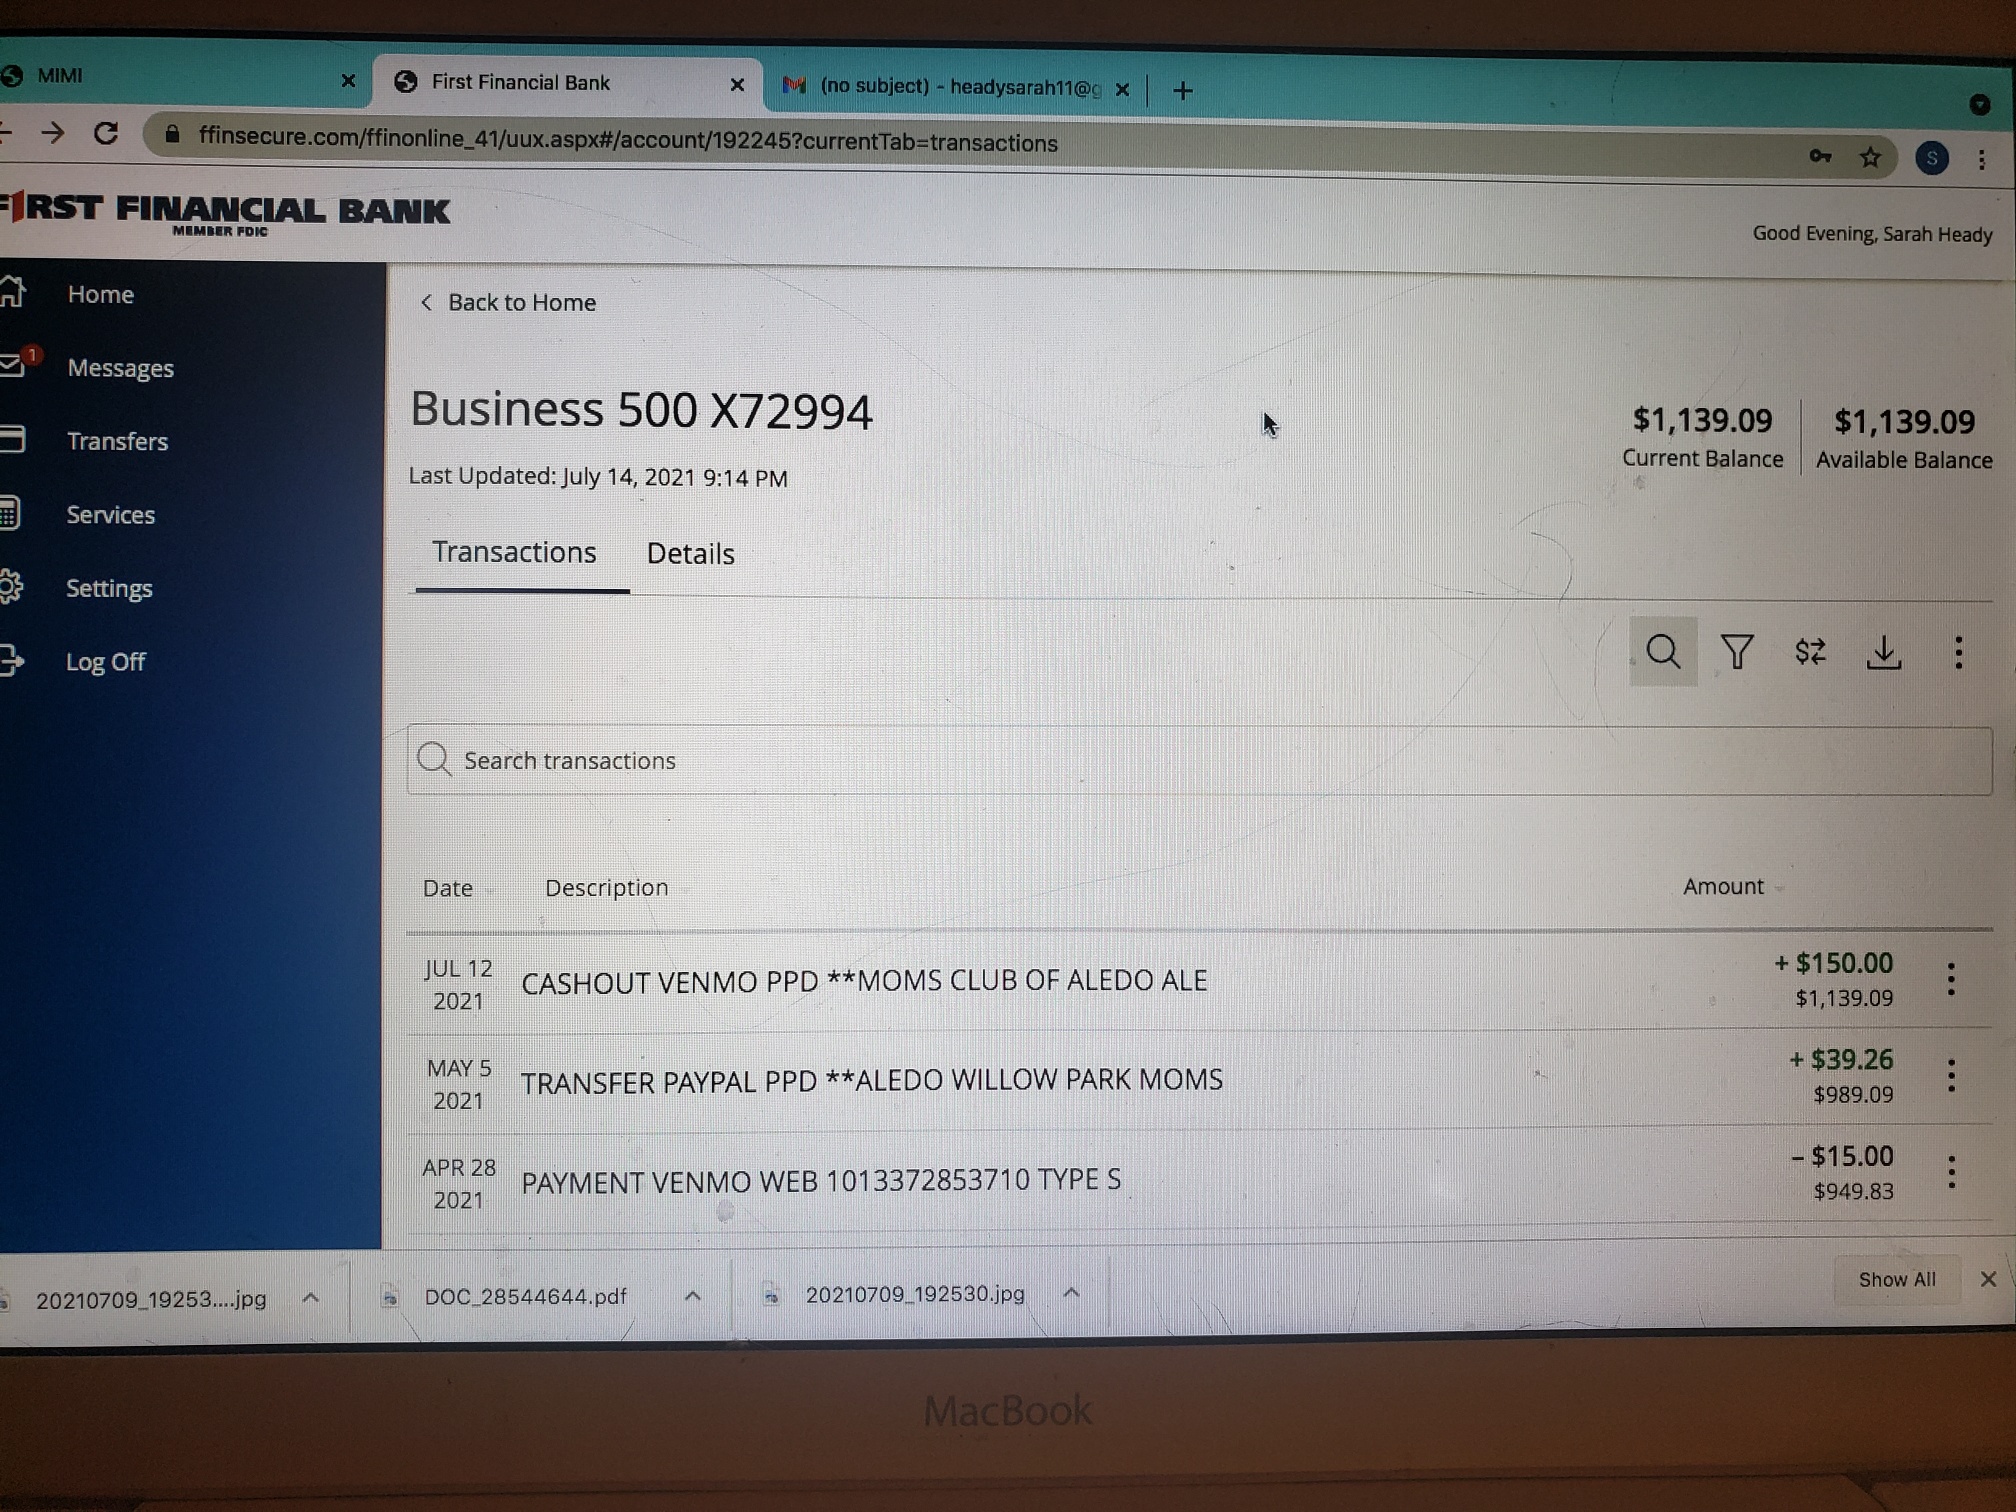 MIMI
First Financial Bank
(no subject) - headysarah11@g
ffinsecure.com/ffinonline_41/uux.aspx#/account/192245?currentTab=transactions
S
FIRST FINANCIAL BANK
MEMBER FDIC
Good Evening, Sarah Heady
Home
1
Messages
Transfers
Services
Settings
Log Off
Back to Home
Business 500 X72994
Last Updated: July 14, 2021 9:14 PM
$1,139.09
Current Balance
$1,139.09
Available Balance
Transactions Details
Search transactions
Date Description Amount
JUL 12
2021
CASHOUT VENMO PPD **MOMS CLUB OF ALEDO ALE
+ $150.00
$1,139.09
MAY 5
2021
TRANSFER PAYPAL PPD **ALEDO WILLOW PARK MOMS
+ $39.26
$989.09
APR 28
2021
PAYMENT VENMO WEB 1013372853710 TYPE S
- $15.00
$949.83
20210709_19253....jpg
DOC_28544644.pdf
20210709_192530.jpg
Show All
MacBook